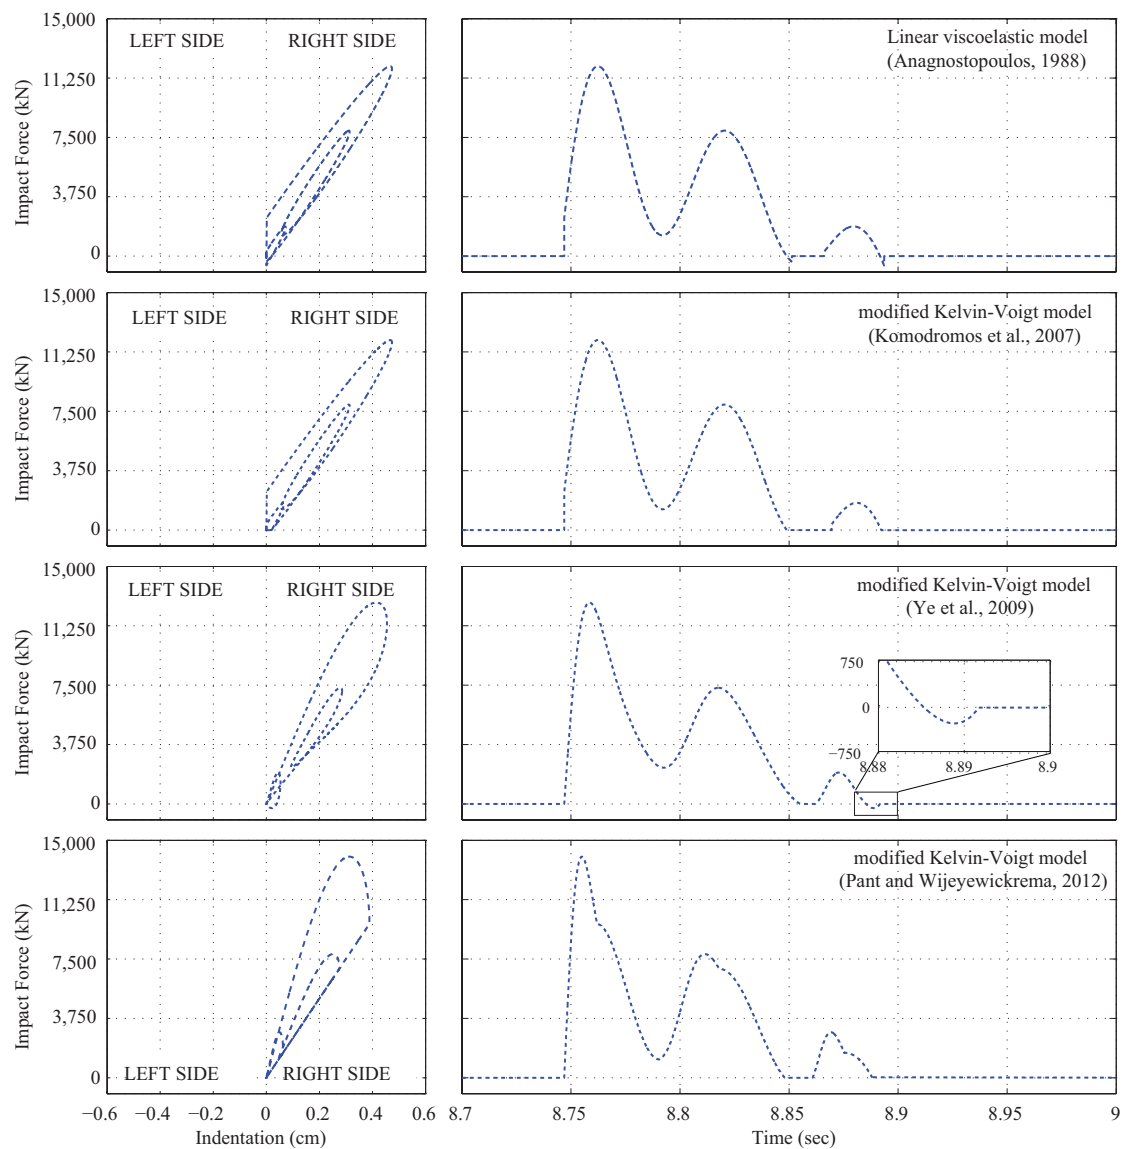 15,000
LEFT SIDE RIGHT SIDE
11,250
7,500
3,750
0
Impact Force (kN)
Linear viscoelastic model
(Anagnostopoulos, 1988)
15,000
LEFT SIDE RIGHT SIDE
11,250
7,500
3,750
0
Impact Force (kN)
modified Kelvin-Voigt model
(Komodromos et al., 2007)
15,000
LEFT SIDE RIGHT SIDE
11,250
7,500
3,750
0
Impact Force (kN)
modified Kelvin-Voigt model
(Ye et al., 2009)
750
0
−750
8.88 8.89 8.9
15,000
11,250
7,500
3,750
0
Impact Force (kN)
LEFT SIDE RIGHT SIDE
modified Kelvin-Voigt model
(Pant and Wijeyewickrema, 2012)
−0.6 −0.4 −0.2 0 0.2 0.4 0.6
Indentation (cm)
8.7 8.75 8.8 8.85 8.9 8.95 9
Time (sec)